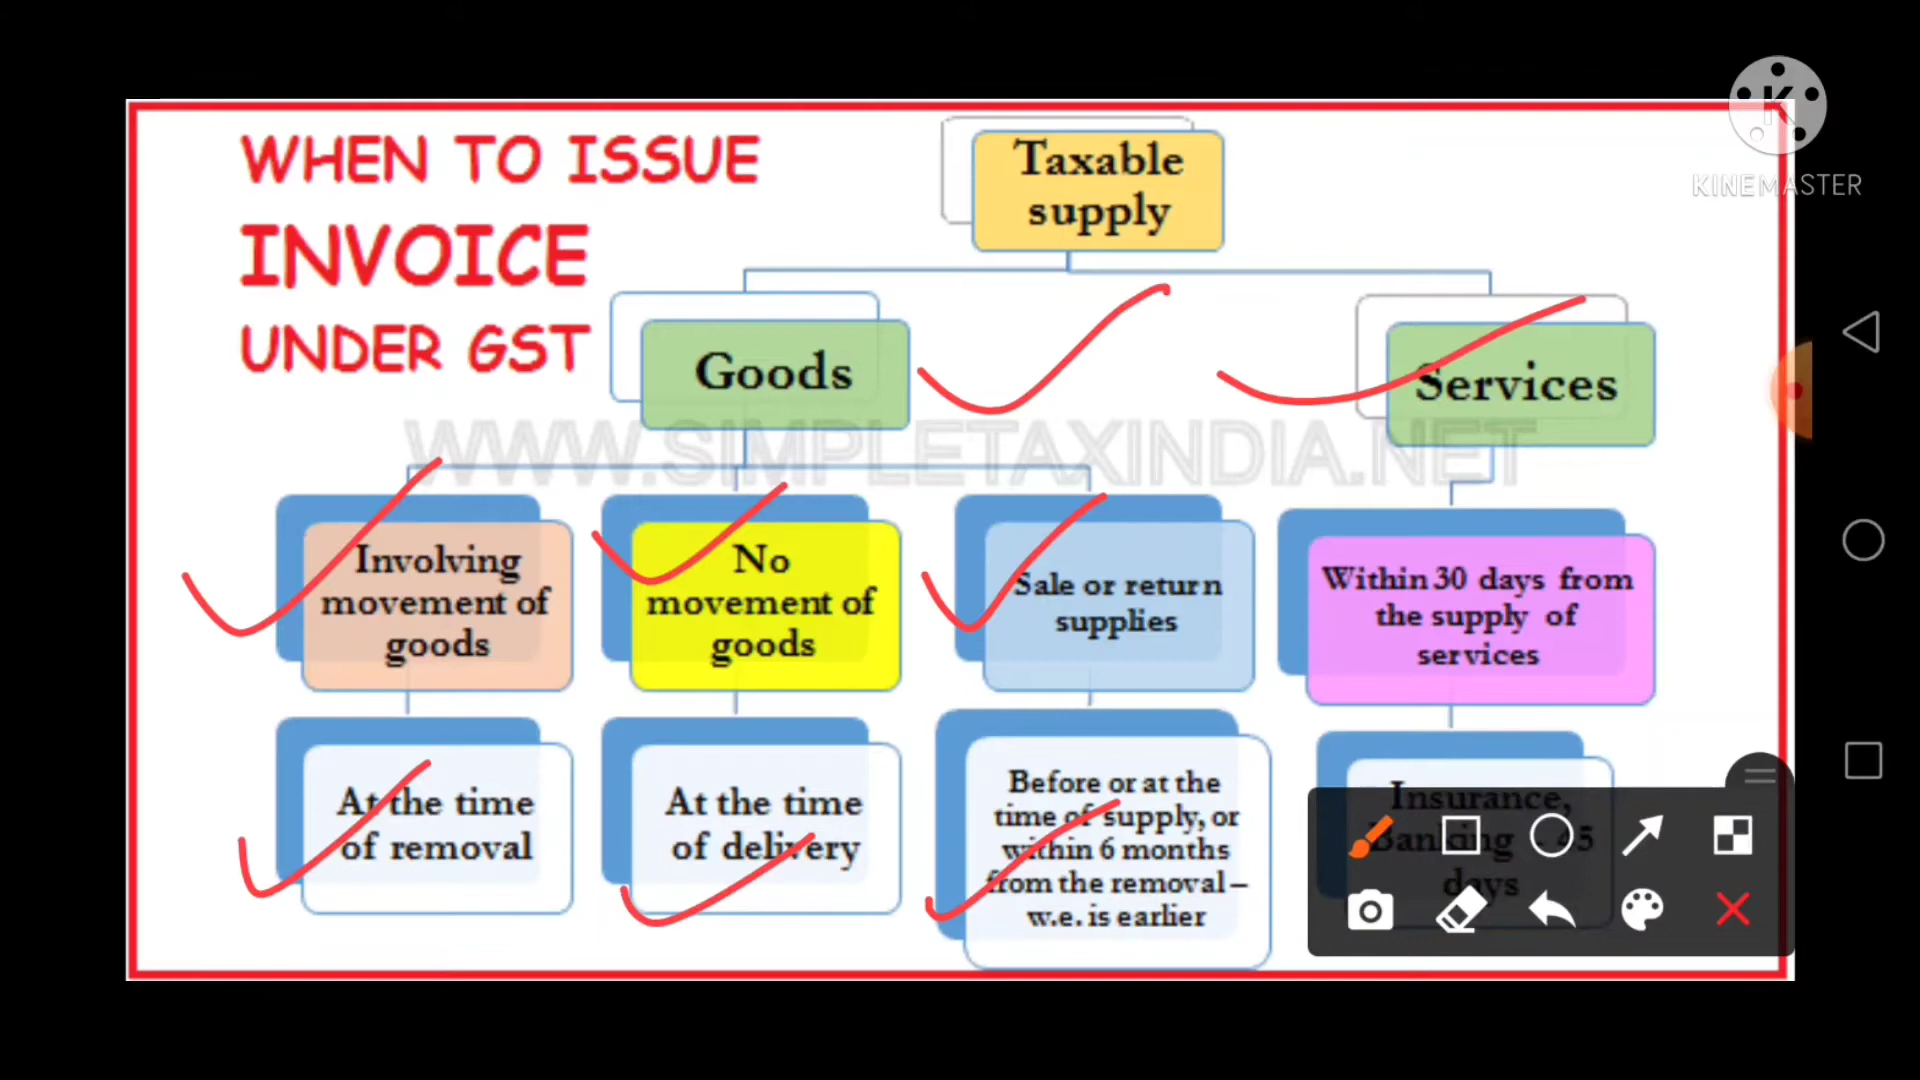 WHEN TO ISSUE
INVOICE
UNDER GST
Taxable
supply
Goods
Services
WWW.SIMPLETAXINDIA.NET
Involving
movement of
goods
No
movement of
goods
Sale or return
supplies
Within 30 days from
the supply of
services
At the time
of removal
At the time
of delivery
Before or at the
time of supply, or
within 6 months
from the removal –
w.e. is earlier
Insurance,
Banking - 45
days
K
KINEMASTER